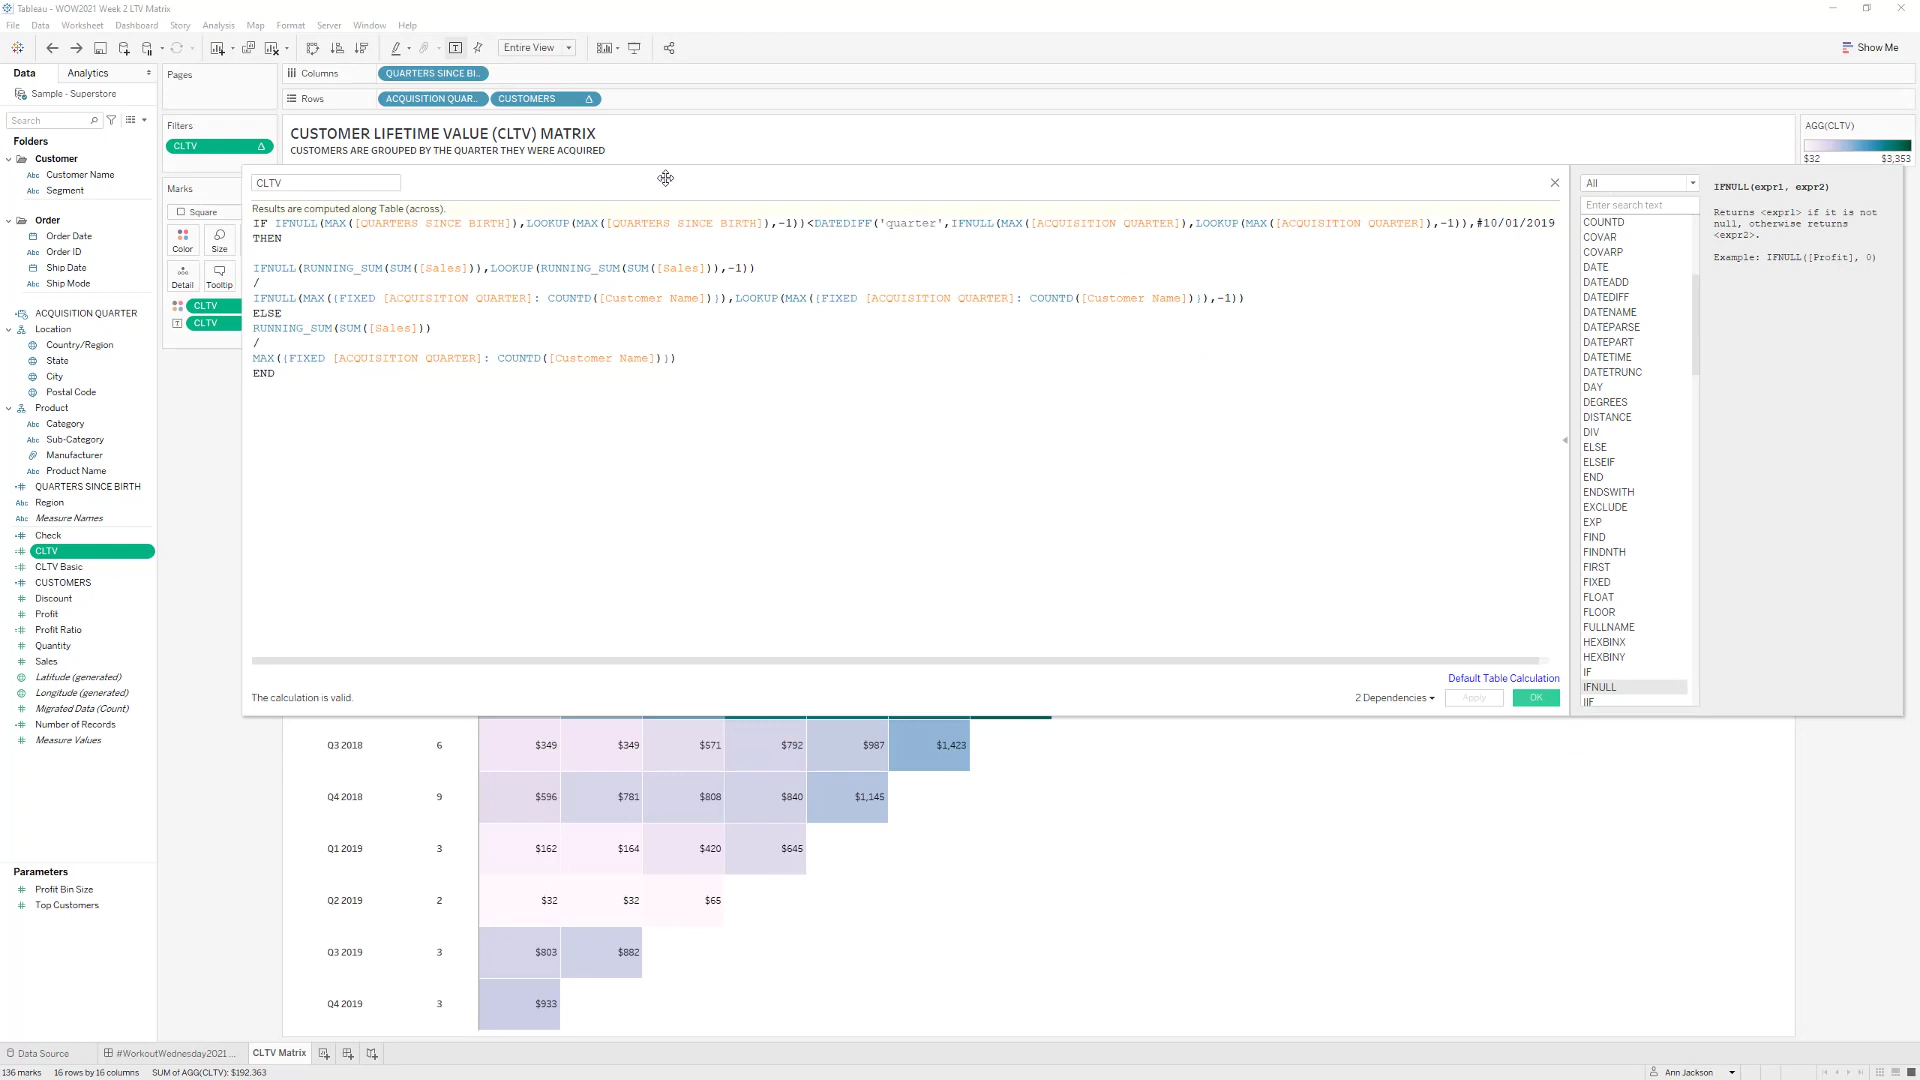 Tableau - WOW2021 Week 2 LTV Matrix
File Data Worksheet Dashboard Story Analysis Map Format Server Window Help
Entire View
Show Me
Data Analytics
Pages
Columns QUARTERS SINCE BI..
Sample - Superstore
Rows ACQUISITION QUAR.. CUSTOMERS
Search
Filters
CUSTOMER LIFETIME VALUE (CLTV) MATRIX
AGG(CLTV)
Folders
CLTV
CUSTOMERS ARE GROUPED BY THE QUARTER THEY WERE ACQUIRED
$32 $3,353
Customer
Customer Name
Segment
Order
Order Date
Order ID
Ship Date
Ship Mode
ACQUISITION QUARTER
Location
Country/Region
State
City
Postal Code
Product
Category
Sub-Category
Manufacturer
Product Name
QUARTERS SINCE BIRTH
Region
Measure Names
Check
CLTV
CLTV Basic
CUSTOMERS
Discount
Profit
Profit Ratio
Quantity
Sales
Latitude (generated)
Longitude (generated)
Migrated Data (Count)
Number of Records
Measure Values
Parameters
Profit Bin Size
Top Customers
Marks
Square
Color Size
Detail Tooltip
CLTV
CLTV
CLTV
Results are computed along Table (across).
IF IFNULL(MAX([QUARTERS SINCE BIRTH]),LOOKUP(MAX([QUARTERS SINCE BIRTH]),-1))<DATEDIFF('quarter',IFNULL(MAX([ACQUISITION QUARTER]),LOOKUP(MAX([ACQUISITION QUARTER]),-1)),#10/01/2019
THEN
IFNULL(RUNNING_SUM(SUM([Sales])),LOOKUP(RUNNING_SUM(SUM([Sales])),-1))
/
IFNULL(MAX({FIXED [ACQUISITION QUARTER]: COUNTD([Customer Name])}),LOOKUP(MAX({FIXED [ACQUISITION QUARTER]: COUNTD([Customer Name])}),-1))
ELSE
RUNNING_SUM(SUM([Sales]))
/
MAX({FIXED [ACQUISITION QUARTER]: COUNTD([Customer Name])})
END
Default Table Calculation
The calculation is valid.
2 Dependencies
Apply
OK
All
Enter search text
COUNTD
COVAR
COVARP
DATE
DATEADD
DATEDIFF
DATENAME
DATEPARSE
DATEPART
DATETIME
DATETRUNC
DAY
DEGREES
DISTANCE
DIV
ELSE
ELSEIF
END
ENDSWITH
EXCLUDE
EXP
FIND
FINDNTH
FIRST
FIXED
FLOAT
FLOOR
FULLNAME
HEXBINX
HEXBINY
IF
IFNULL
IIF
IFNULL(expr1, expr2)
Returns <expr1> if it is not
null, otherwise returns
<expr2>.
Example: IFNULL([Profit], 0)
Q3 2018 6 $349 $349 $571 $792 $987 $1,423
Q4 2018 9 $596 $781 $808 $840 $1,145
Q1 2019 3 $162 $164 $420 $645
Q2 2019 2 $32 $32 $65
Q3 2019 3 $803 $882
Q4 2019 3 $933
Data Source #WorkoutWednesday2021 ... CLTV Matrix
136 marks 16 rows by 16 columns SUM of AGG(CLTV): $192.363
Ann Jackson